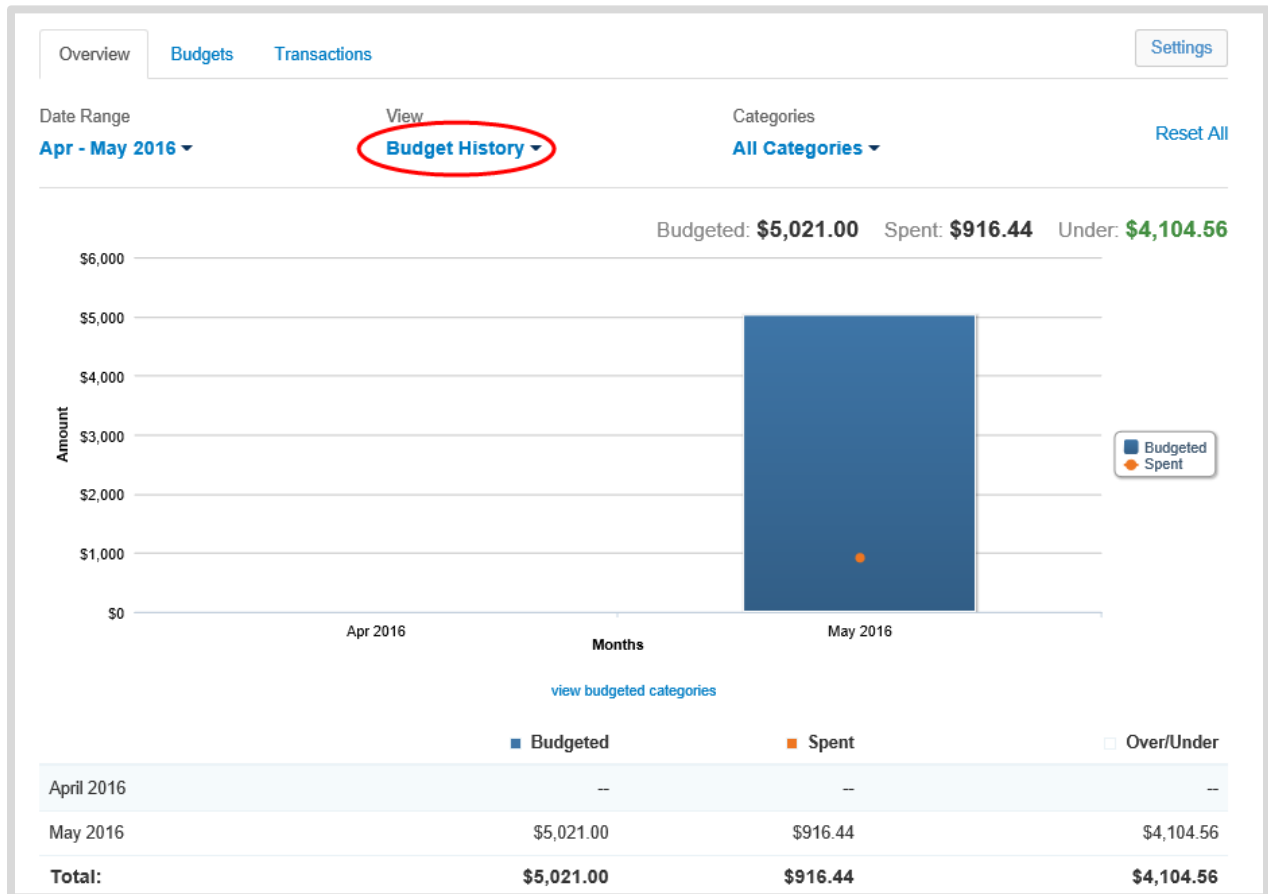 Overview Budgets Transactions Settings
Date Range View Categories
Apr - May 2016 Budget History All Categories Reset All
Budgeted: $5,021.00 Spent: $916.44 Under: $4,104.56
$6,000
$5,000
$4,000
$3,000
$2,000
$1,000
$0
Amount
Budgeted
Spent
Apr 2016 May 2016
Months
view budgeted categories
Budgeted Spent Over/Under
April 2016 -- -- --
May 2016 $5,021.00 $916.44 $4,104.56
Total: $5,021.00 $916.44 $4,104.56